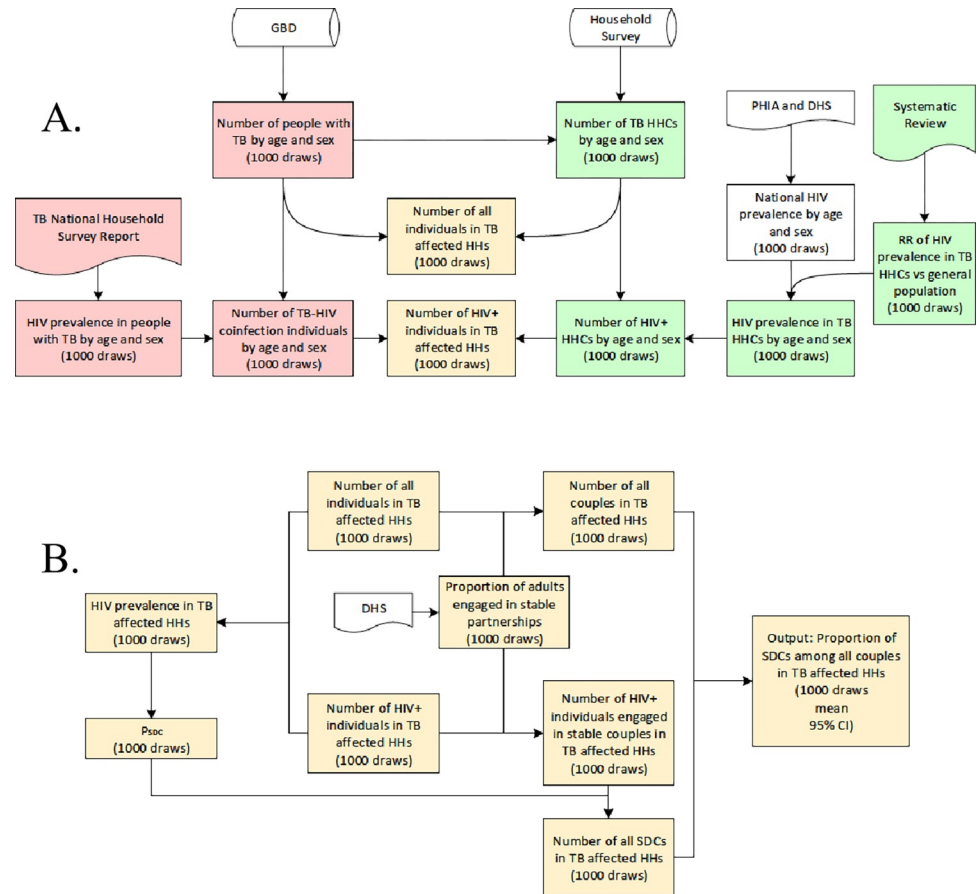 GBD
Household
Survey
A.
Number of people
with TB by age and sex
(1000 draws)
Number of TB HHCs
by age and sex
(1000 draws)
PHIA and DHS
Systematic
Review
TB National Household
Survey Report
Number of all
individuals in TB
affected HHs
(1000 draws)
National HIV
prevalence by age
and sex
(1000 draws)
RR of HIV
prevalence in TB
HHCs vs general
population
(1000 draws)
HIV prevalence in people
with TB by age and sex
(1000 draws)
Number of TB-HIV
coinfection individuals
by age and sex
(1000 draws)
Number of HIV+
individuals in TB
affected HHs
(1000 draws)
Number of HIV+
HHCs by age and sex
(1000 draws)
HIV prevalence in TB
HHCs by age and sex
(1000 draws)
B.
Number of all
individuals in TB
affected HHs
(1000 draws)
Number of all
couples in TB
affected HHs
(1000 draws)
HIV prevalence in TB
affected HHs
(1000 draws)
DHS
Proportion of adults
engaged in stable
partnerships
(1000 draws)
Output: Proportion of
SDCs among all couples
in TB affected HHs
(1000 draws
mean
95% CI)
PSDC
(1000 draws)
Number of HIV+
individuals in TB
affected HHs
(1000 draws)
Number of HIV+
individuals engaged
in stable couples in
TB affected HHs
(1000 draws)
Number of all SDCs
in TB affected HHs
(1000 draws)